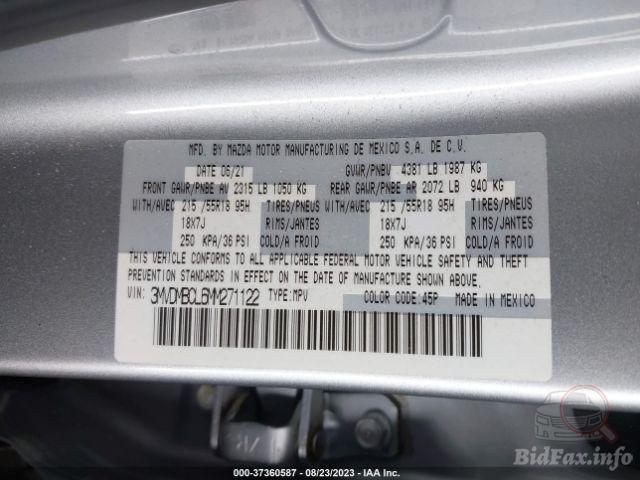 MFD. BY MAZDA MOTOR MANUFACTURING DE MEXICO S.A. DE C.V.
DATE 06/21 GVWR/PNBV 4381 LB 1987 KG
FRONT GAWR/PNBE AV 2315 LB 1050 KG REAR GAWR/PNBE AR 2072 LB 940 KG
WITH/AVEC 215 /55R18 95H TIRES/PNEUS WITH/AVEC 215 /55R18 95H TIRES/PNEUS
18X7J RIMS/JANTES 18X7J RIMS/JANTES
250 KPA/36 PSI COLD/A FROID 250 KPA/36 PSI COLD/A FROID
THIS VEHICLE CONFORMS TO ALL APPLICABLE FEDERAL MOTOR VEHICLE SAFETY AND THEFT
PREVENTION STANDARDS IN EFFECT ON THE DATE OF MANUFACTURE SHOWN ABOVE.
VIN: 3MVDMBCL6MM271122 TYPE:MPV COLOR CODE:45P MADE IN MEXICO
BidFax.info
000-37360587 - 08/23/2023 - IAA Inc.